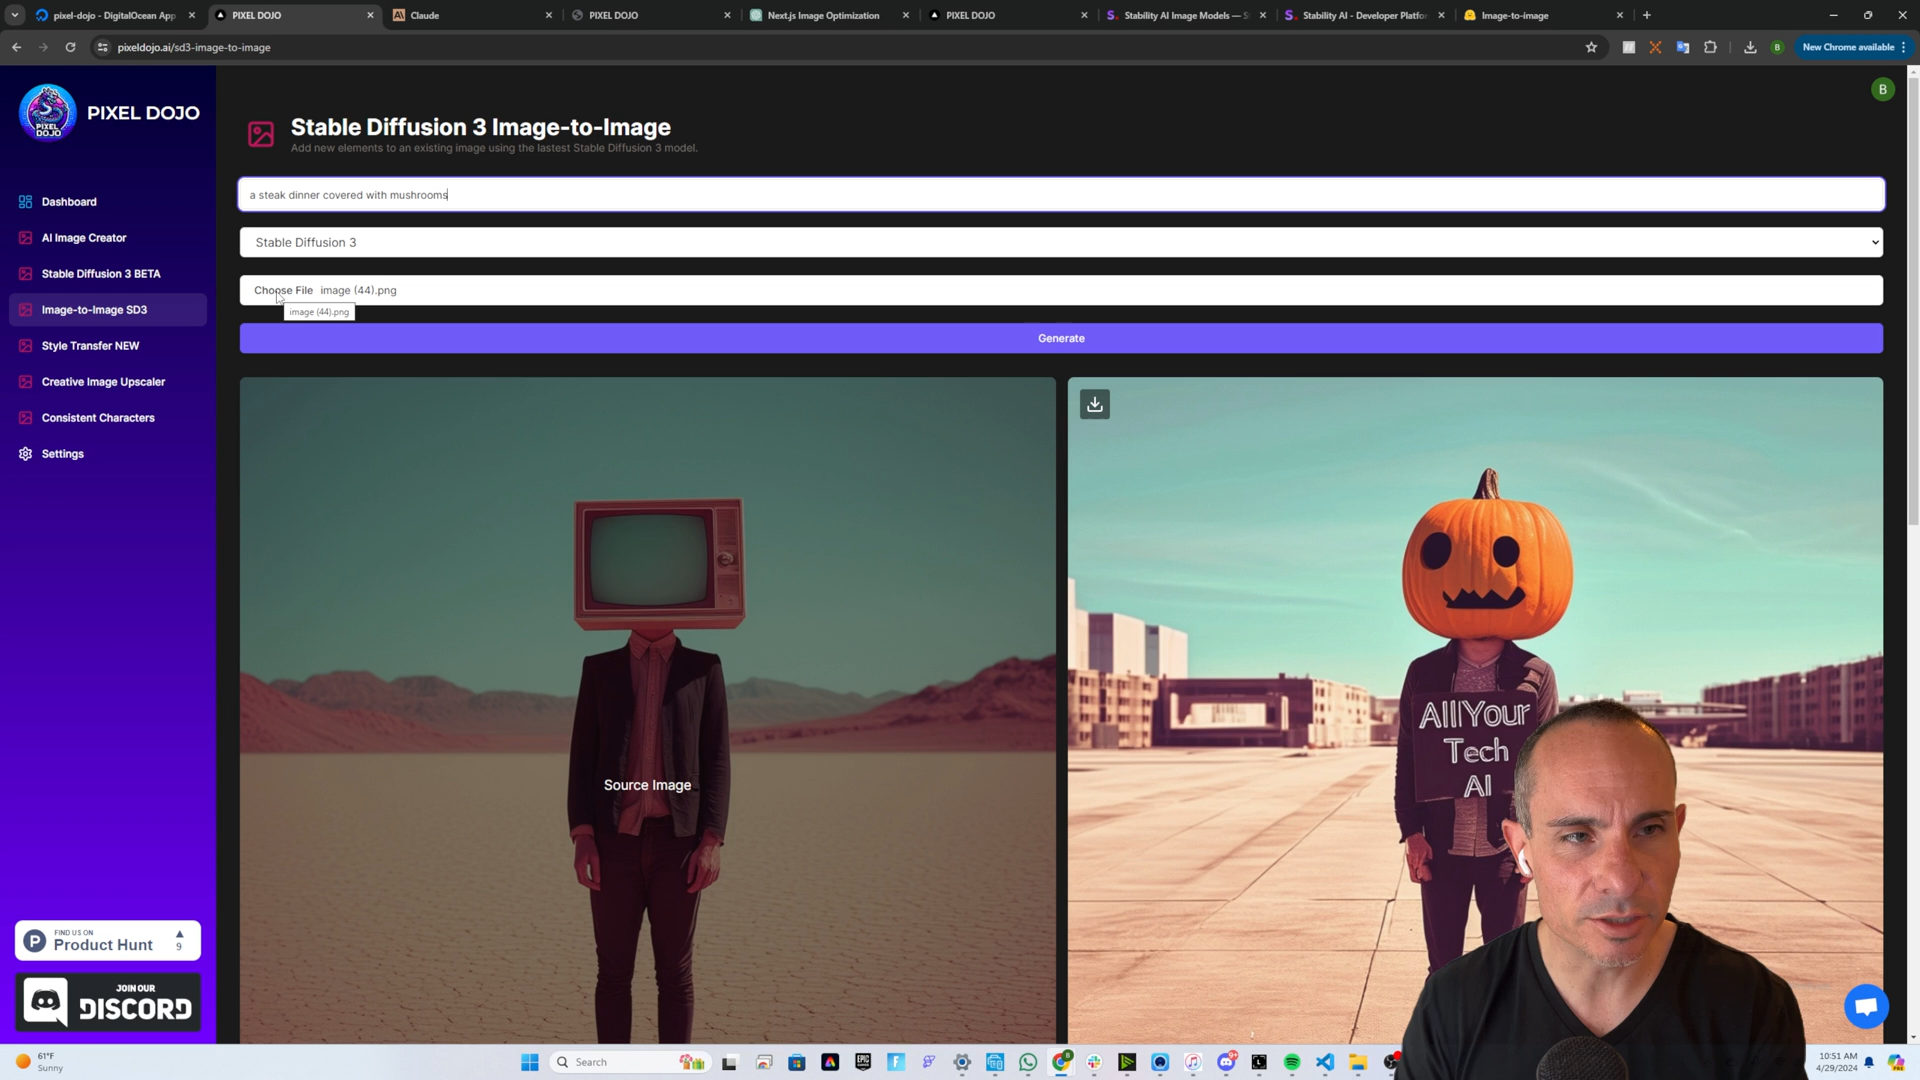 pixel-dojo - DigitalOcean App
PIXEL DOJO
Claude
PIXEL DOJO
Next.js Image Optimization
PIXEL DOJO
Stability AI Image Models —
Stability AI - Developer Platfor
Image-to-image
pixeldojo.ai/sd3-image-to-image
New Chrome available
B
PIXEL DOJO
PIXEL DOJO
Dashboard
AI Image Creator
Stable Diffusion 3 BETA
Image-to-Image SD3
Style Transfer NEW
Creative Image Upscaler
Consistent Characters
Settings
Stable Diffusion 3 Image-to-Image
Add new elements to an existing image using the lastest Stable Diffusion 3 model.
a steak dinner covered with mushrooms
Stable Diffusion 3
Choose File image (44).png
image (44).png
Generate
Source Image
AllYour
Tech
AI
P
FIND US ON
Product Hunt
9
JOIN OUR
DISCORD
61°F
Sunny
Search
EPIC
10:51 AM
4/29/2024